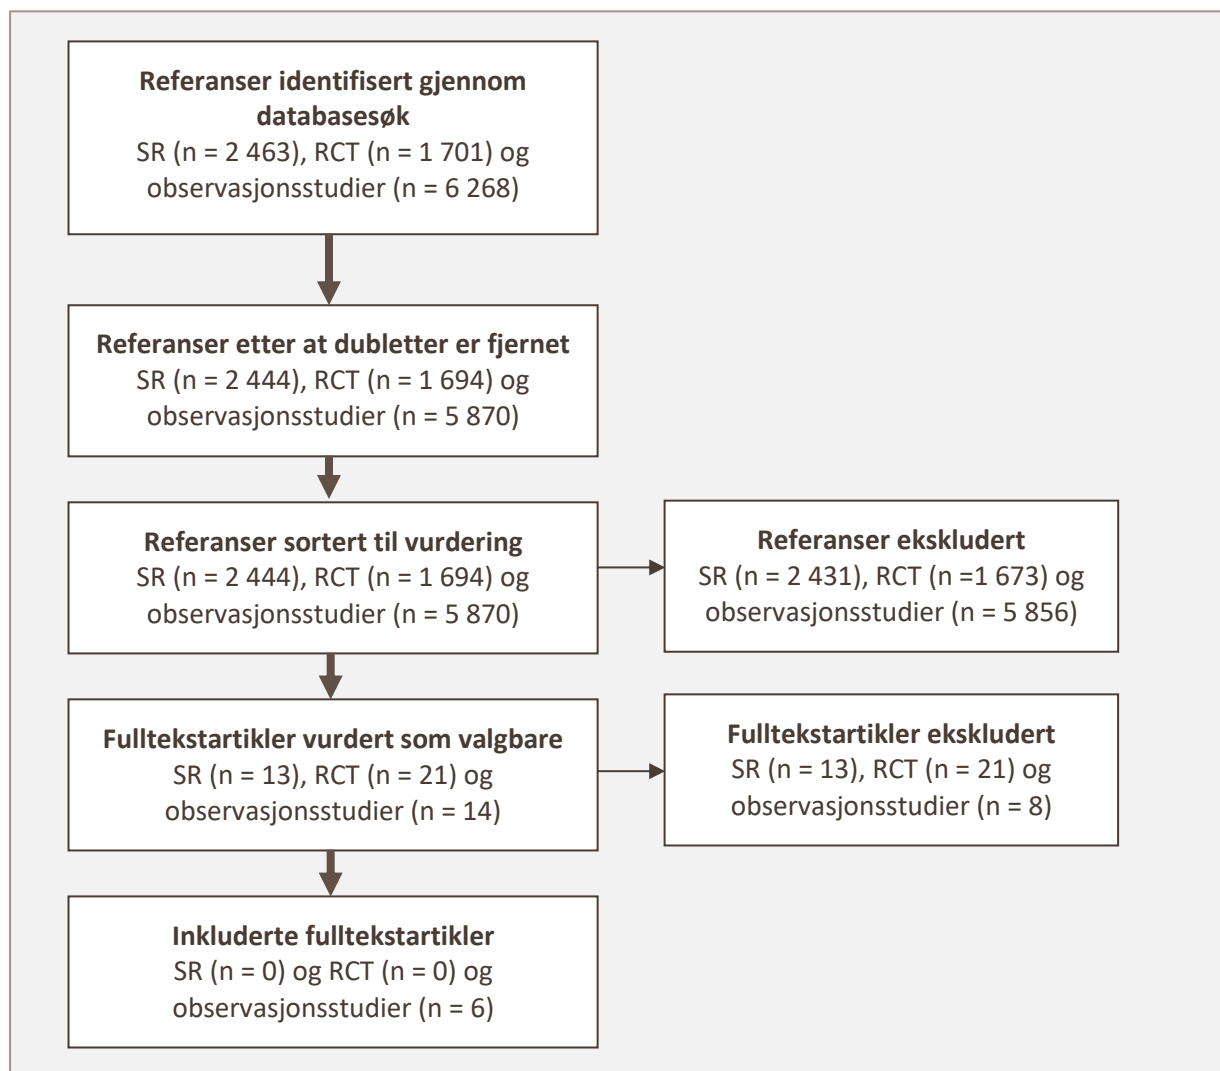 Referanser identifisert gjennom
databasesøk
SR (n = 2 463), RCT (n = 1 701) og
observasjonsstudier (n = 6 268)
Referanser etter at dubletter er fjernet
SR (n = 2 444), RCT (n = 1 694) og
observasjonsstudier (n = 5 870)
Referanser sortert til vurdering
SR (n = 2 444), RCT (n = 1 694) og
observasjonsstudier (n = 5 870)
Referanser ekskludert
SR (n = 2 431), RCT (n =1 673) og
observasjonsstudier (n = 5 856)
Fulltekstartikler vurdert som valgbare
SR (n = 13), RCT (n = 21) og
observasjonsstudier (n = 14)
Fulltekstartikler ekskludert
SR (n = 13), RCT (n = 21) og
observasjonsstudier (n = 8)
Inkluderte fulltekstartikler
SR (n = 0) og RCT (n = 0) og
observasjonsstudier (n = 6)